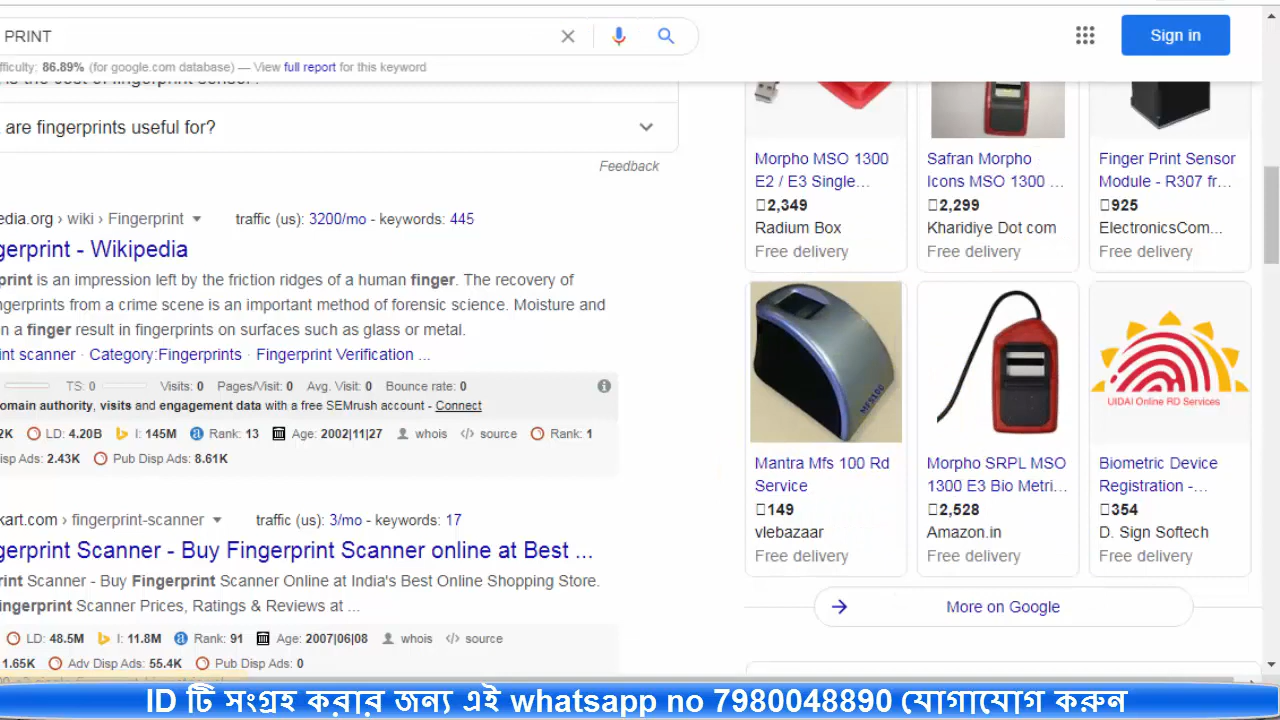 PRINT
Sign in
fficulty: 86.89% (for google.com database) — View full report for this keyword
are fingerprints useful for?
Feedback
edia.org › wiki › Fingerprint traffic (us): 3200/mo - keywords: 445
gerprint - Wikipedia
print is an impression left by the friction ridges of a human finger. The recovery of
ngerprints from a crime scene is an important method of forensic science. Moisture and
n a finger result in fingerprints on surfaces such as glass or metal.
int scanner · Category:Fingerprints · Fingerprint Verification ...
TS: 0 Visits: 0 Pages/Visit: 0 Avg. Visit: 0 Bounce rate: 0
omain authority, visits and engagement data with a free SEMrush account - Connect
2K LD: 4.20B I: 145M Rank: 13 Age: 2002|11|27 whois source Rank: 1
isp Ads: 2.43K Pub Disp Ads: 8.61K
kart.com › fingerprint-scanner traffic (us): 3/mo - keywords: 17
gerprint Scanner - Buy Fingerprint Scanner online at Best ...
rint Scanner - Buy Fingerprint Scanner Online at India's Best Online Shopping Store.
ingerprint Scanner Prices, Ratings & Reviews at ...
LD: 48.5M I: 11.8M Rank: 91 Age: 2007|06|08 whois source
1.65K Adv Disp Ads: 55.4K Pub Disp Ads: 0
Morpho MSO 1300
E2 / E3 Single...
2,349
Radium Box
Free delivery
Safran Morpho
Icons MSO 1300 ...
2,299
Kharidiye Dot com
Free delivery
Finger Print Sensor
Module - R307 fr...
925
ElectronicsCom...
Free delivery
MFS100
Mantra Mfs 100 Rd
Service
149
vlebazaar
Free delivery
Morpho SRPL MSO
1300 E3 Bio Metri...
2,528
Amazon.in
Free delivery
UIDAI Online RD Services
Biometric Device
Registration -...
354
D. Sign Softech
Free delivery
More on Google
ID টি সংগ্রহ করার জন্য এই whatsapp no 7980048890 যোগাযোগ করুন